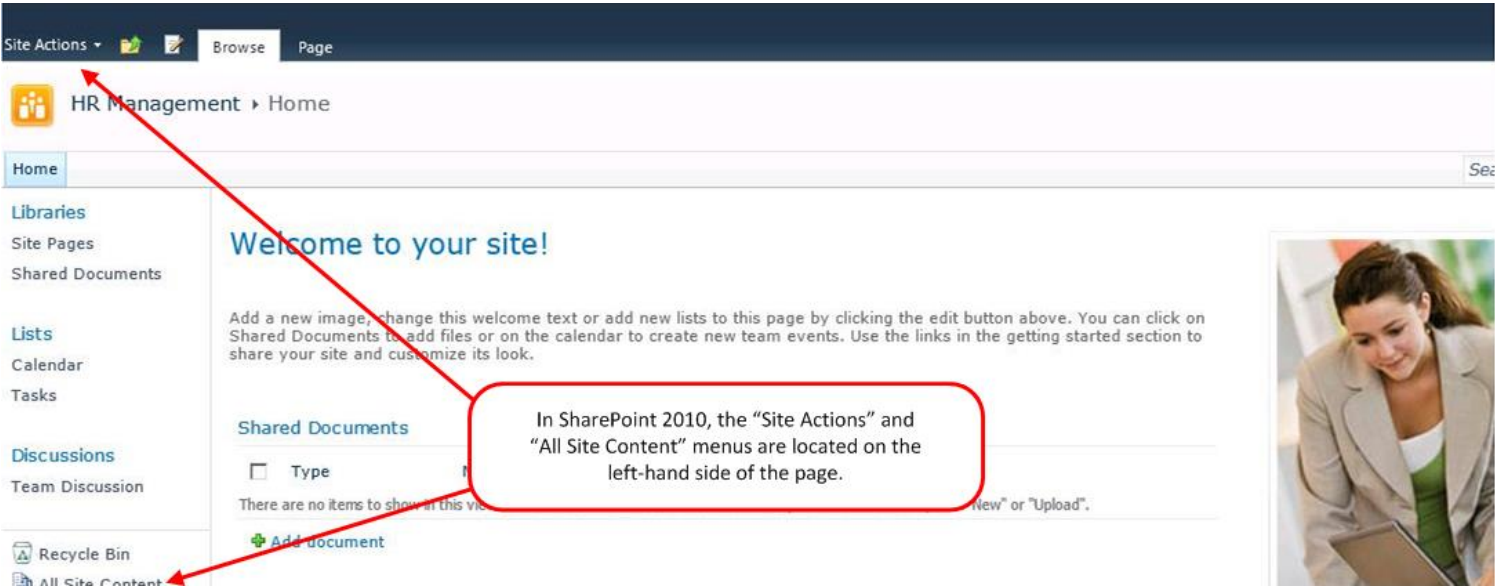 Site Actions
Browse
Page
HR Management ▸ Home
Home
Libraries
Site Pages
Shared Documents
Welcome to your site!
Add a new image, change this welcome text or add new lists to this page by clicking the edit button above. You can click on
Shared Documents to add files or on the calendar to create new team events. Use the links in the getting started section to
share your site and customize its look.
Lists
Calendar
Tasks
Shared Documents
Type
In SharePoint 2010, the “Site Actions” and
“All Site Content” menus are located on the
left-hand side of the page.
There are no items to show in this
New" or "Upload".
Add document
Discussions
Team Discussion
Recycle Bin
All Site Content